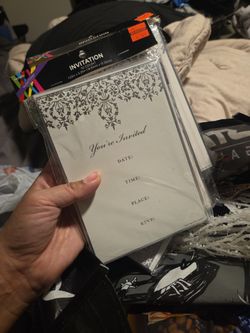 INVITATION
You're Invited
DATE:
TIME:
PLACE:
RSVP: